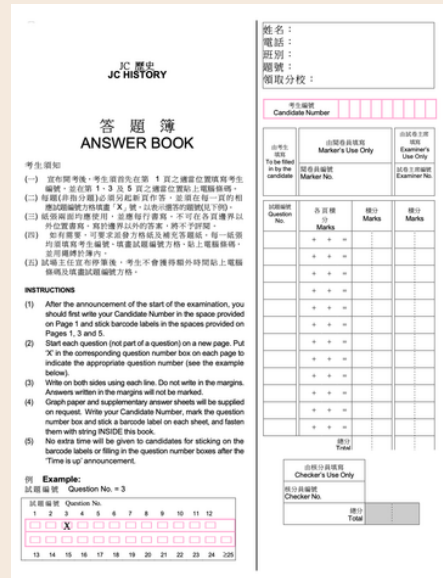 JC 歷史
JC HISTORY
答 題 簿
ANSWER BOOK
考生須知
(一) 宣布開考後，考生須首先在第 1 頁之適當位置填寫考生
編號，並在第 1、3 及 5 頁之適當位置貼上電腦條碼。
(二) 每題(非指分題)必須另起新頁作答，並須在每一頁的相
應試題編號方格填畫「X」號，以表示選答的題號(見下例)。
(三) 紙張兩面均應使用，並應每行書寫，不可在各頁邊界以
外位置書寫，寫於邊界以外的答案，將不予評閱。
(四) 如有需要，可要求派發方格紙及補充答題紙，每一紙張
均須填寫考生編號、填畫試題編號方格、貼上電腦條碼，
並用繩縛於簿內。
(五) 試場主任宣布停筆後，考生不會獲得額外時間貼上電腦
條碼及填畫試題編號方格。
INSTRUCTIONS
(1) After the announcement of the start of the examination, you
should first write your Candidate Number in the space provided
on Page 1 and stick barcode labels in the spaces provided on
Pages 1, 3 and 5.
(2) Start each question (not part of a question) on a new page. Put
'X' in the corresponding question number box on each page to
indicate the appropriate question number (see the example
below).
(3) Write on both sides using each line. Do not write in the margins.
Answers written in the margins will not be marked.
(4) Graph paper and supplementary answer sheets will be supplied
on request. Write your Candidate Number, mark the question
number box and stick a barcode label on each sheet, and fasten
them with string INSIDE this book.
(5) No extra time will be given to candidates for sticking on the
barcode labels or filling in the question number boxes after the
'Time is up' announcement.
例 Example:
試題編號 Question No. = 3
試題編號 Question No.
1 2 3 4 5 6 7 8 9 10 11 12
X
13 14 15 16 17 18 19 20 21 22 23 24 ≥25
姓名：
電話：
班別：
題號：
領取分校：
考生編號
Candidate Number
由考生
填寫
To be filled
in by the
candidate
由閱卷員填寫
Marker's Use Only
閱卷員編號
Marker No.
由試卷主席
填寫
Examiner's
Use Only
試卷主席編號
Examiner No.
試題編號
Question
No.
各頁積
分
Marks
積分
Marks
積分
Marks
+ + =
+ + =
+ + =
+ + =
+ + =
+ + =
+ + =
+ + =
+ + =
+ + =
+ + =
+ + =
總分
Total
由核分員填寫
Checker's Use Only
核分員編號
Checker No.
總分
Total